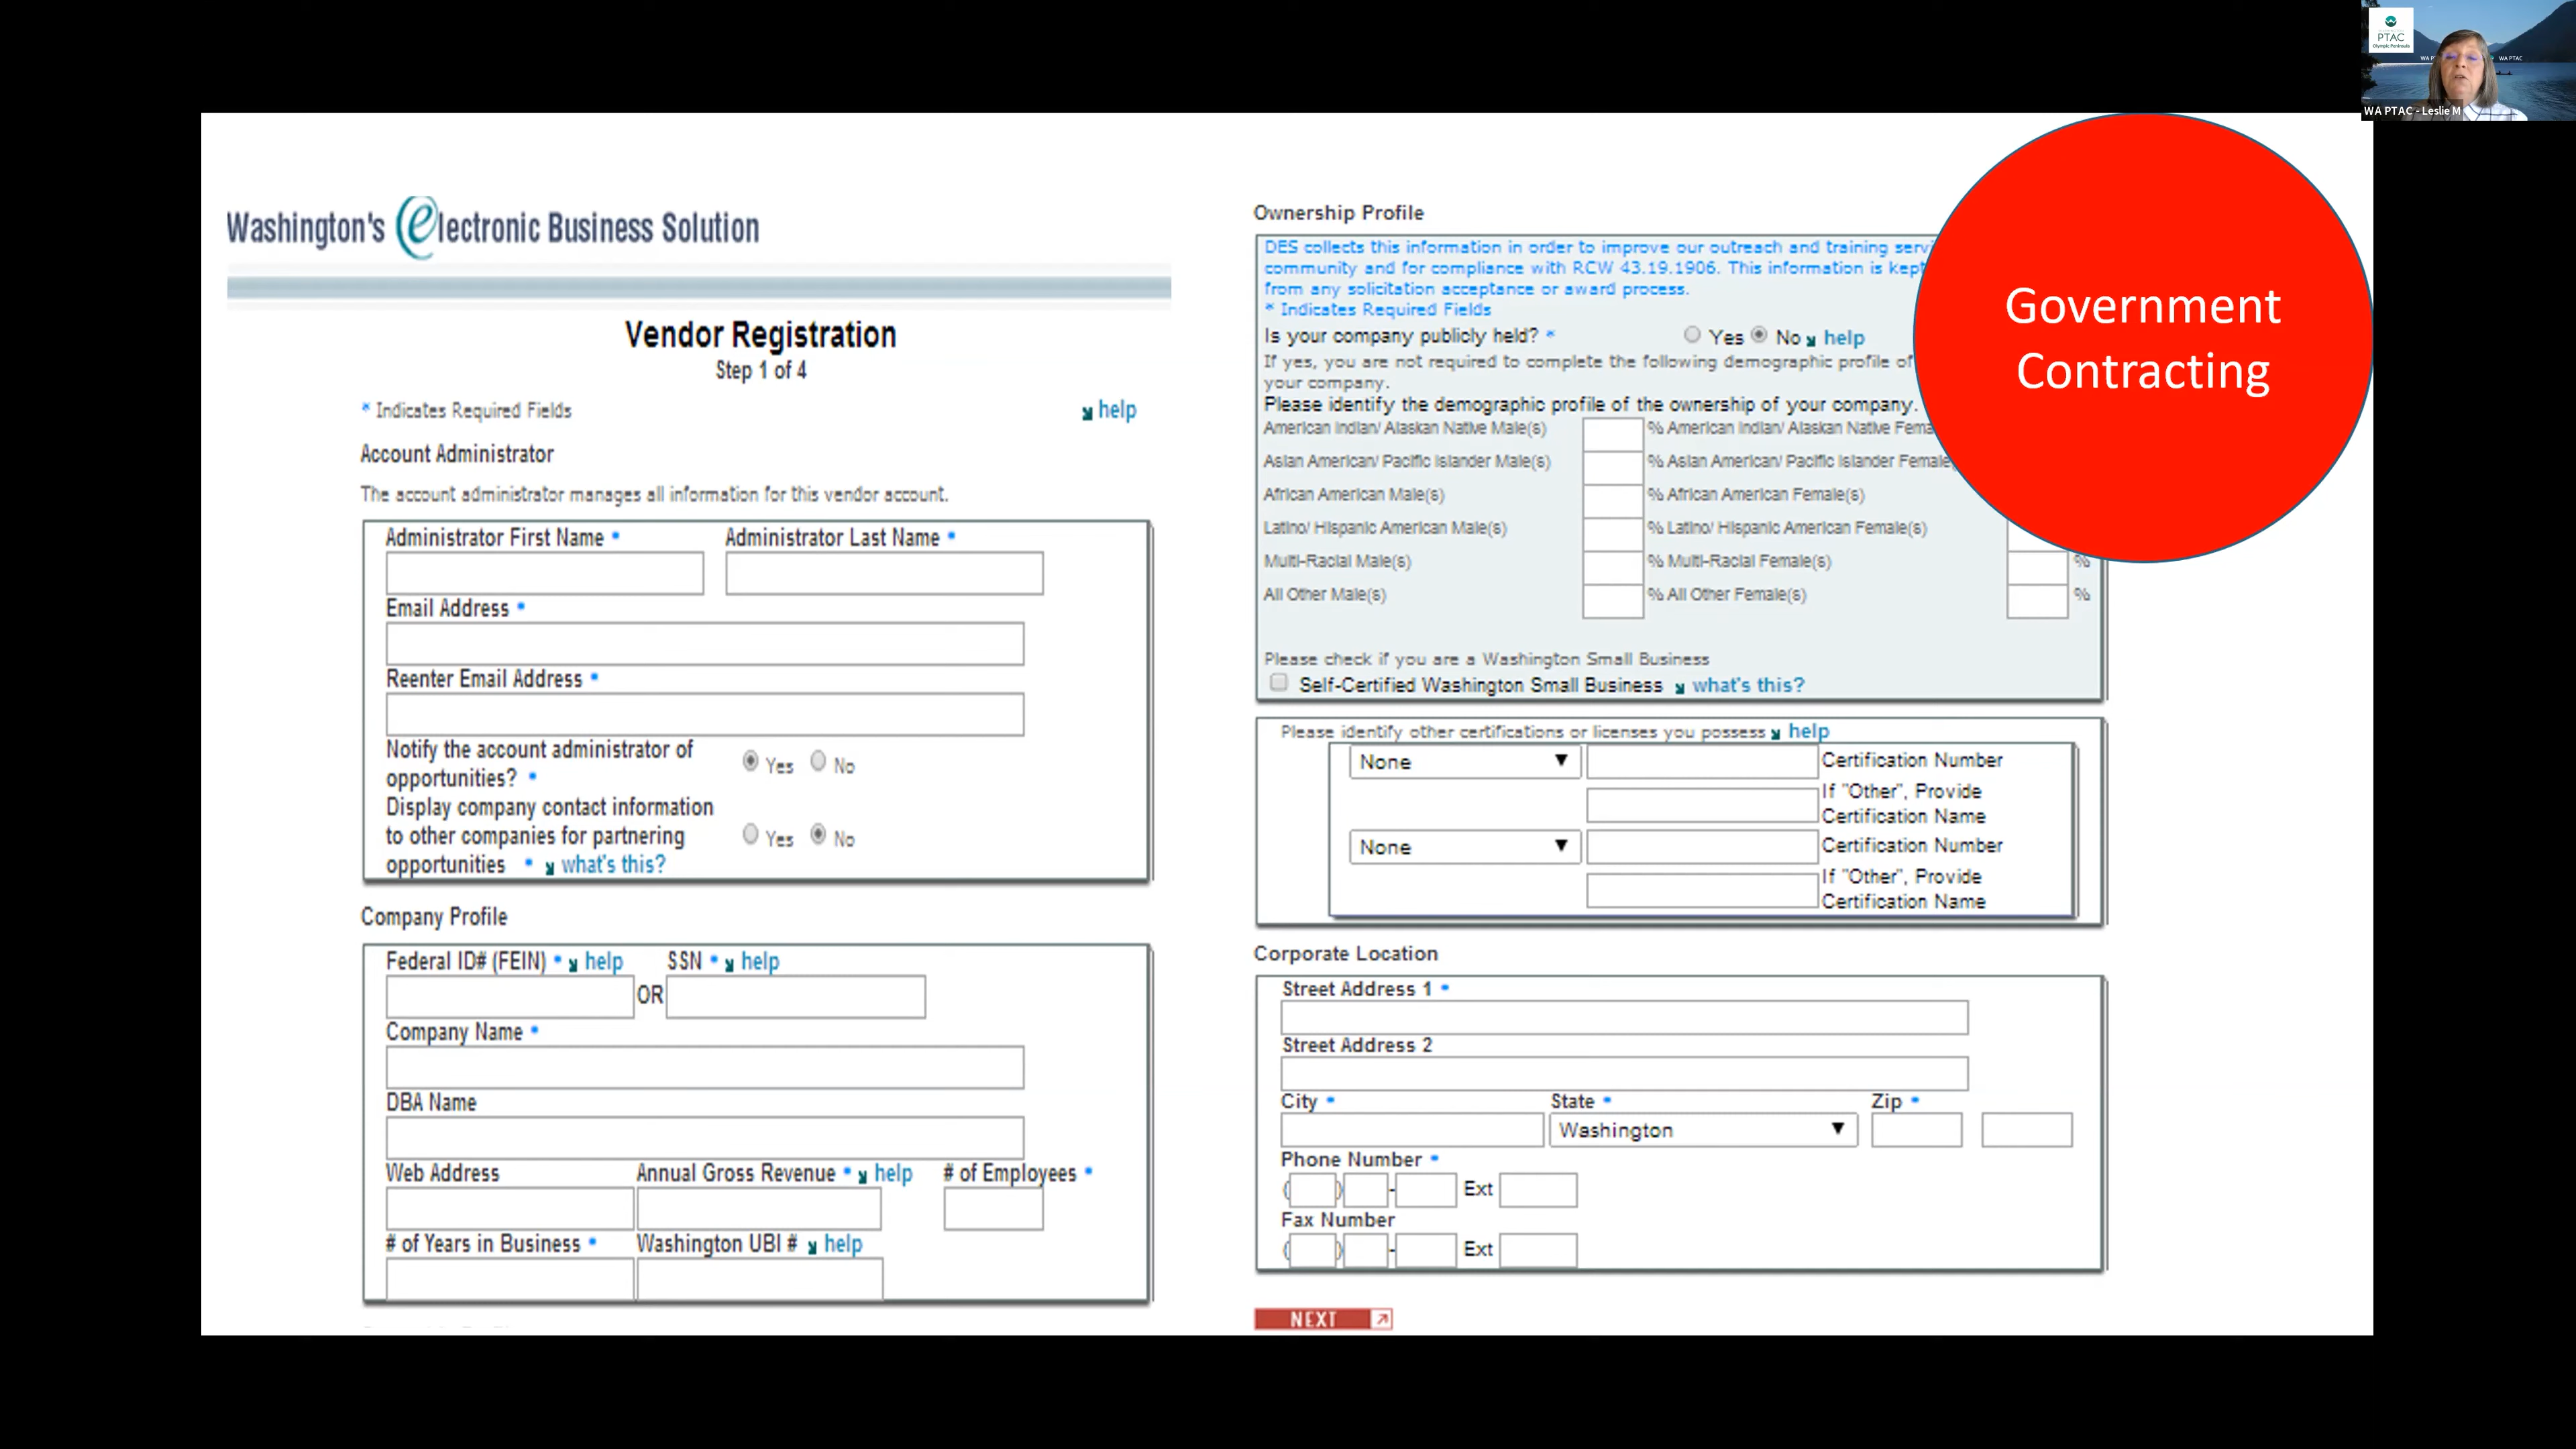 PTAC
Olympic Peninsula
WA PTAC
WA PTAC - Leslie M
Washington's electronic Business Solution
Vendor Registration
Step 1 of 4
* Indicates Required Fields
help
Account Administrator
The account administrator manages all information for this vendor account.
Administrator First Name * Administrator Last Name *
Email Address *
Reenter Email Address *
Notify the account administrator of
opportunities? *
Yes No
Display company contact information
to other companies for partnering
opportunities * what's this?
Yes No
Company Profile
Federal ID# (FEIN) * help SSN * help
OR
Company Name *
DBA Name
Web Address Annual Gross Revenue * help # of Employees *
# of Years in Business * Washington UBI # help
Ownership Profile
DES collects this information in order to improve our outreach and training
community and for compliance with RCW 43.19.1906. This information is kept
from any solicitation acceptance or award process.
* Indicates Required Fields
Is your company publicly held? * Yes No help
If yes, you are not required to complete the following demographic profile of
your company.
Please identify the demographic profile of the ownership of your company.
American Indian/ Alaskan Native Male(s) % American Indian/ Alaskan Native
Asian American/ Pacific Islander Male(s) % Asian American/ Pacific Islander Female
African American Male(s) % African American Female(s)
Latino/ Hispanic American Male(s) % Latino/ Hispanic American Female(s)
Multi-Racial Male(s) % Multi-Racial Female(s) %
All Other Male(s) % All Other Female(s) %
Please check if you are a Washington Small Business
Self-Certified Washington Small Business what's this?
Please identify other certifications or licenses you possess help
None Certification Number
If "Other", Provide
Certification Name
None Certification Number
If "Other", Provide
Certification Name
Corporate Location
Street Address 1 *
Street Address 2
City * State * Zip *
Washington
Phone Number *
( ) - Ext
Fax Number
( ) - Ext
NEXT
Government
Contracting